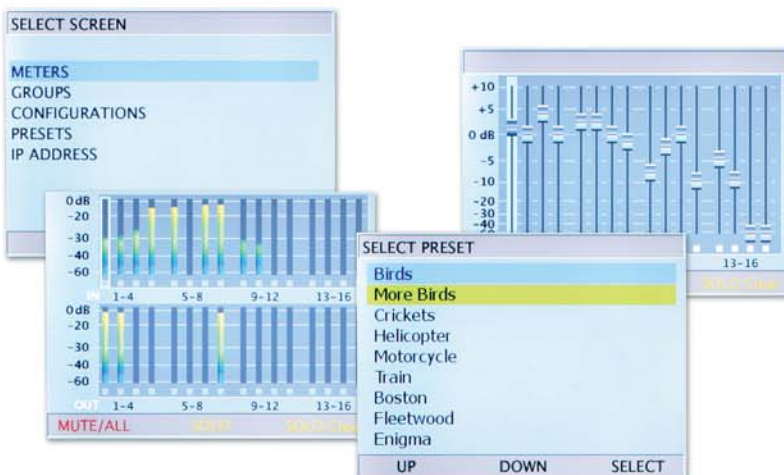 SELECT SCREEN
METERS
GROUPS
CONFIGURATIONS
PRESETS
IP ADDRESS
+10
+5
0 dB
-5
-10
-20
-30
-40
13-16
0 dB
-20
-30
-40
-60
IN 1-4 5-8 9-12 13-16
0 dB
-20
-30
-40
-60
OUT 1-4 5-8 9-12 13-16
MUTE/ALL SOLO SOLO Clear
SELECT PRESET
Birds
More Birds
Crickets
Helicopter
Motorcycle
Train
Boston
Fleetwood
Enigma
UP DOWN SELECT